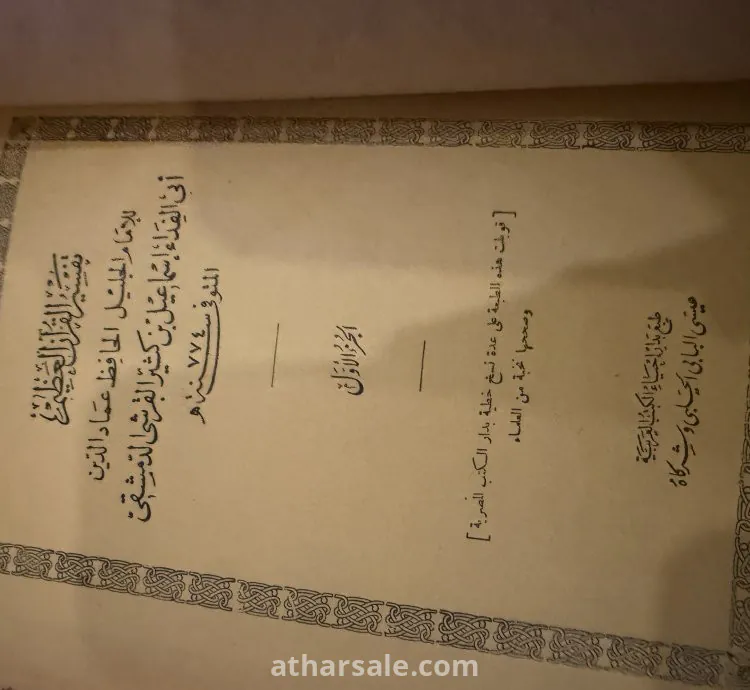 تفسير القرآن العظيم
للإمام الجليل الحافظ عماد الدين
أبي الفداء إسماعيل بن كثير القرشي الدمشقي
المتوفى سنة ٧٧٤ هـ
الجزء الأول
[ قوبلت هذه الطبعة على عدة نسخ خطية بدار الكتب المصرية ]
وصححها نخبة من العلماء
طبع بدار إحياء الكتب العربية
عيسى البابي الحلبي وشركاه
atharsale.com